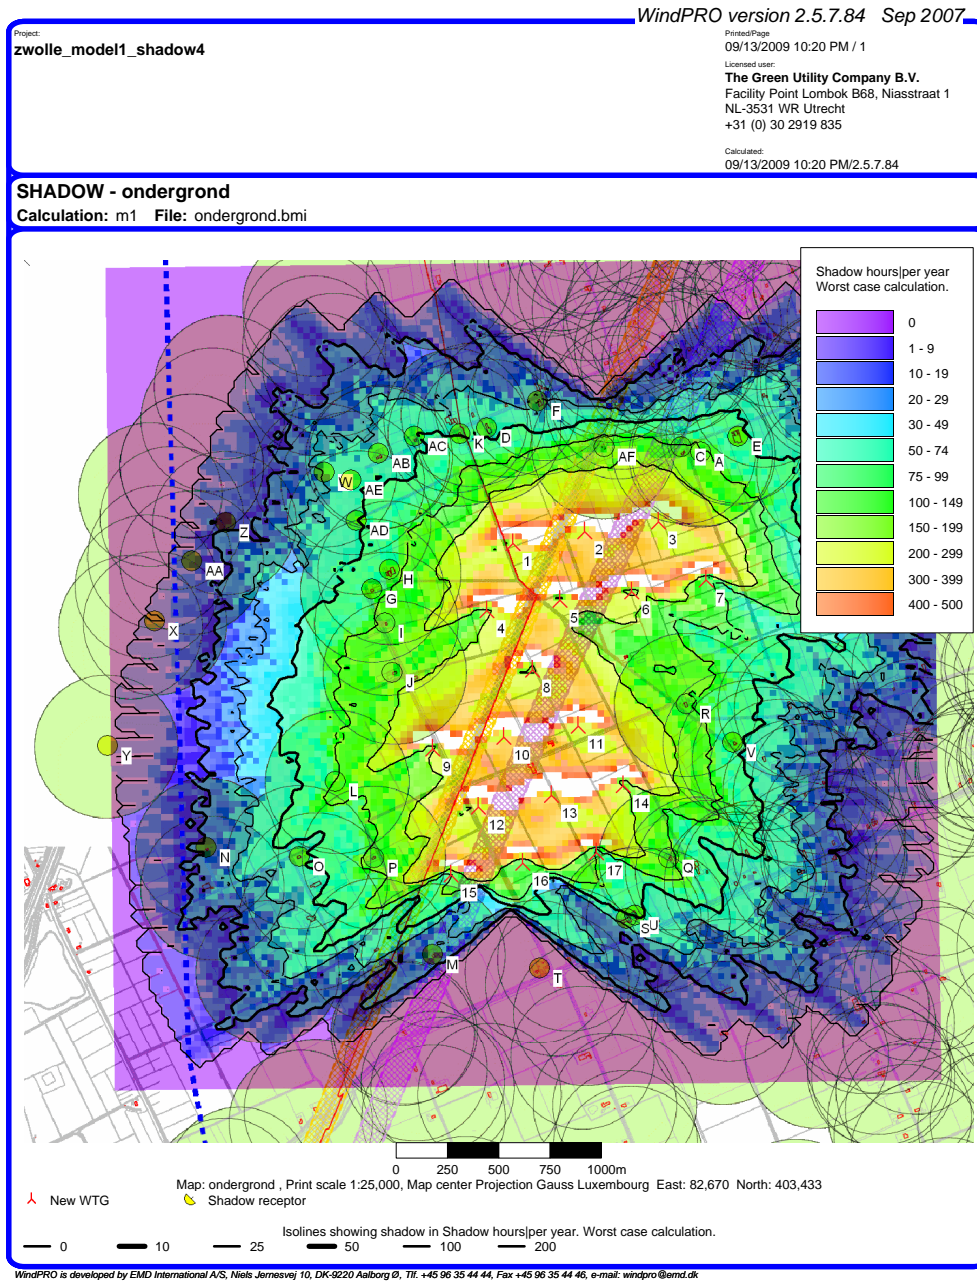 WindPRO version 2.5.7.84 Sep 2007
Project:
zwolle_model1_shadow4
Printed/Page
09/13/2009 10:20 PM / 1
Licensed user:
The Green Utility Company B.V.
Facility Point Lombok B68, Niasstraat 1
NL-3531 WR Utrecht
+31 (0) 30 2919 835
Calculated:
09/13/2009 10:20 PM/2.5.7.84
SHADOW - ondergrond
Calculation: m1 File: ondergrond.bmi
Shadow hours|per year
Worst case calculation.
0
1 - 9
10 - 19
20 - 29
30 - 49
50 - 74
75 - 99
100 - 149
150 - 199
200 - 299
300 - 399
400 - 500
F
AC
K
D
E
AB
AF
C
A
W
AE
Z
AD
1
2
3
AA
H
G
7
6
X
I
4
5
J
8
R
Y
9
10
11
V
L
14
12
13
N
O
P
15
16
17
Q
S
U
M
T
0 250 500 750 1000m
Map: ondergrond , Print scale 1:25,000, Map center Projection Gauss Luxembourg East: 82,670 North: 403,433
New WTG
Shadow receptor
Isolines showing shadow in Shadow hours|per year. Worst case calculation.
0 10 25 50 100 200
WindPRO is developed by EMD International A/S, Niels Jernesvej 10, DK-9220 Aalborg Ø, Tlf. +45 96 35 44 44, Fax +45 96 35 44 46, e-mail: windpro@emd.dk